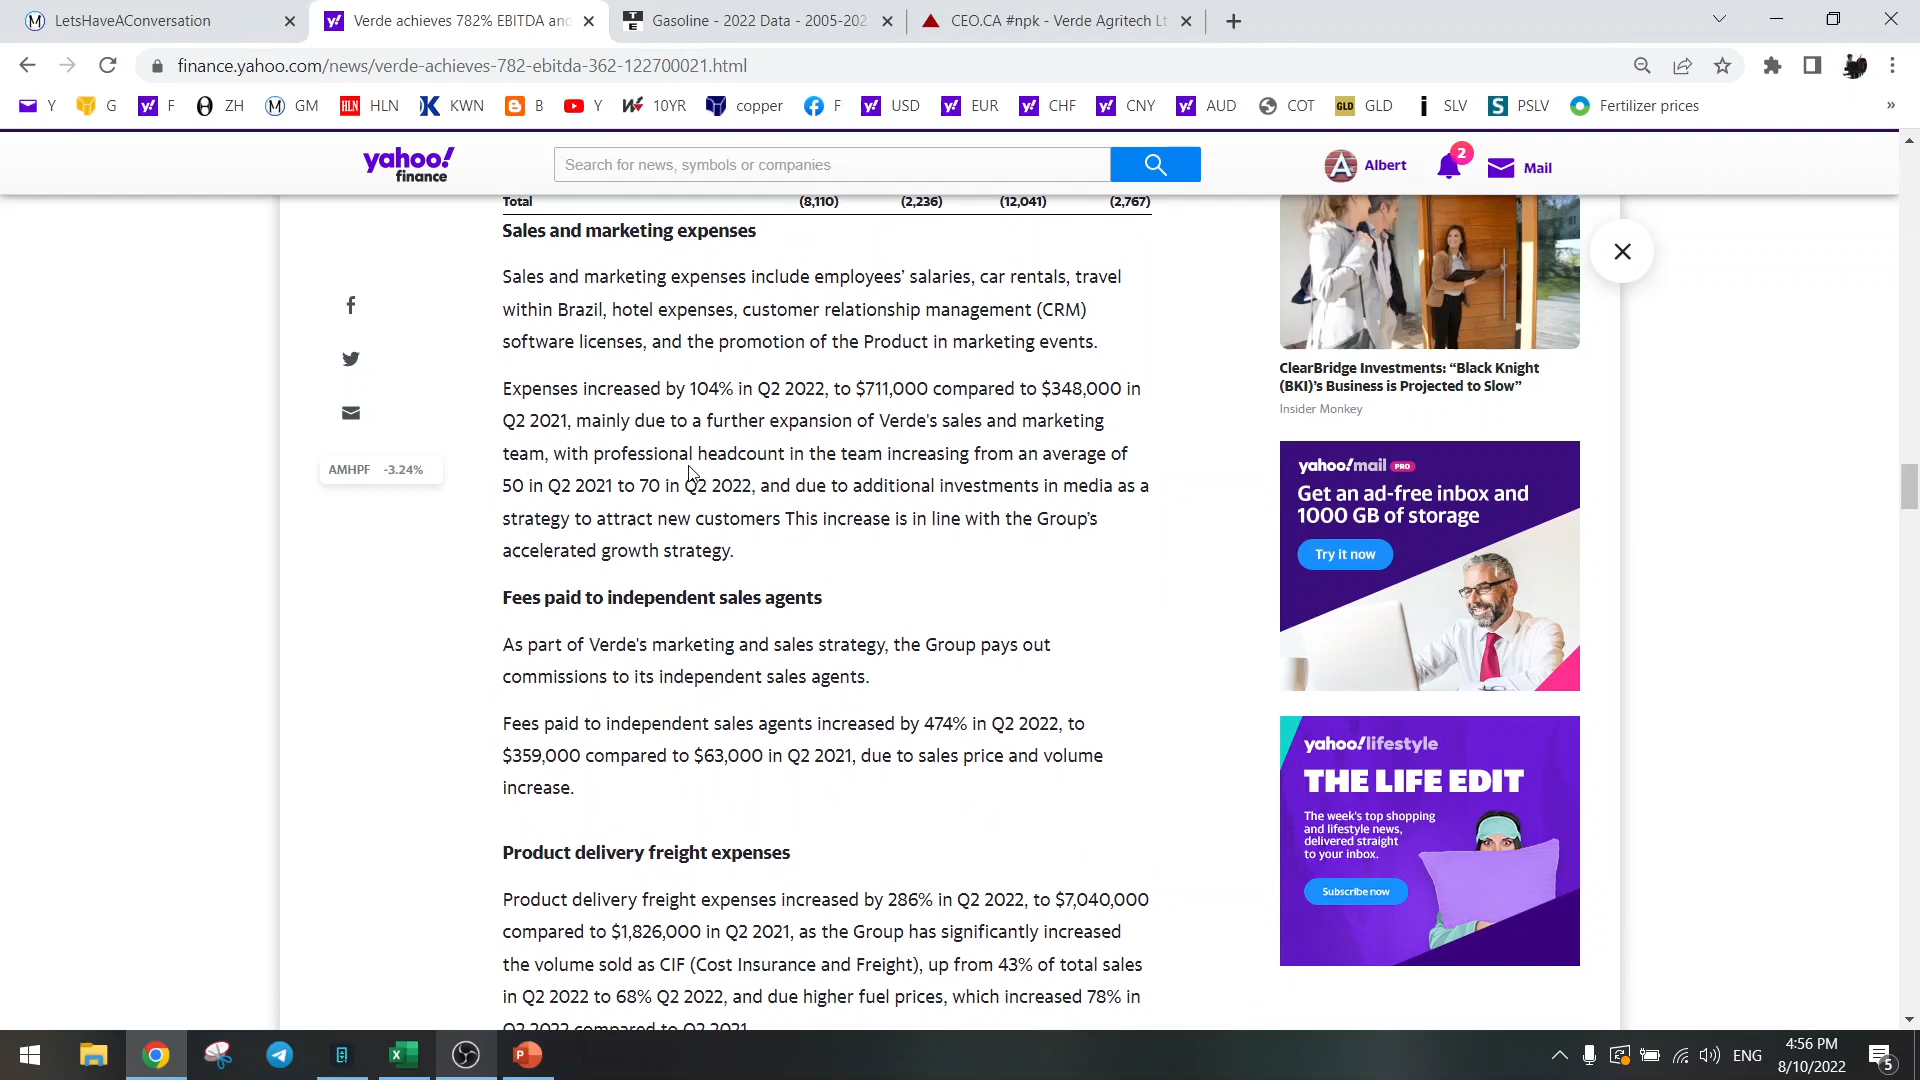 LetsHaveAConversation
Verde achieves 782% EBITDA and
Gasoline - 2022 Data - 2005-202
CEO.CA #npk - Verde Agritech Lt
finance.yahoo.com/news/verde-achieves-782-ebitda-362-122700021.html
Y G F ZH GM HLN KWN B Y 10YR copper F USD EUR CHF CNY AUD COT GLD SLV PSLV Fertilizer prices »
yahoo!
finance
Search for news, symbols or companies
Albert
2
Mail
Total (8,110) (2,236) (12,041) (2,767)
Sales and marketing expenses
Sales and marketing expenses include employees’ salaries, car rentals, travel
within Brazil, hotel expenses, customer relationship management (CRM)
software licenses, and the promotion of the Product in marketing events.
Expenses increased by 104% in Q2 2022, to $711,000 compared to $348,000 in
Q2 2021, mainly due to a further expansion of Verde's sales and marketing
team, with professional headcount in the team increasing from an average of
50 in Q2 2021 to 70 in Q2 2022, and due to additional investments in media as a
strategy to attract new customers This increase is in line with the Group’s
accelerated growth strategy.
Fees paid to independent sales agents
As part of Verde's marketing and sales strategy, the Group pays out
commissions to its independent sales agents.
Fees paid to independent sales agents increased by 474% in Q2 2022, to
$359,000 compared to $63,000 in Q2 2021, due to sales price and volume
increase.
Product delivery freight expenses
Product delivery freight expenses increased by 286% in Q2 2022, to $7,040,000
compared to $1,826,000 in Q2 2021, as the Group has significantly increased
the volume sold as CIF (Cost Insurance and Freight), up from 43% of total sales
in Q2 2022 to 68% Q2 2022, and due higher fuel prices, which increased 78% in
Q2 2022 compared to Q2 2021.
AMHPF -3.24%
ClearBridge Investments: “Black Knight
(BKI)’s Business is Projected to Slow”
Insider Monkey
yahoo!mail PRO
Get an ad-free inbox and
1000 GB of storage
Try it now
yahoo!lifestyle
THE LIFE EDIT
The week's top shopping
and lifestyle news,
delivered straight
to your inbox.
Subscribe now
ENG
4:56 PM
8/10/2022
5